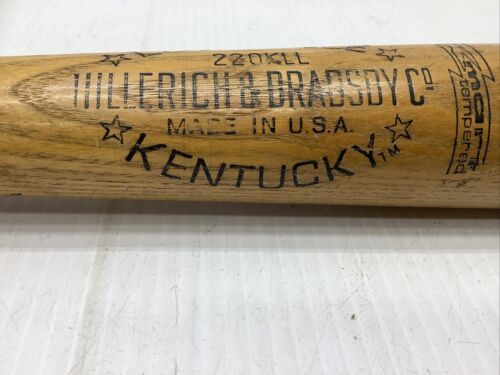 220KLL
HILLERICH & BRADSBY Cº
MADE IN U.S.A.
KENTUCKY™
tempered